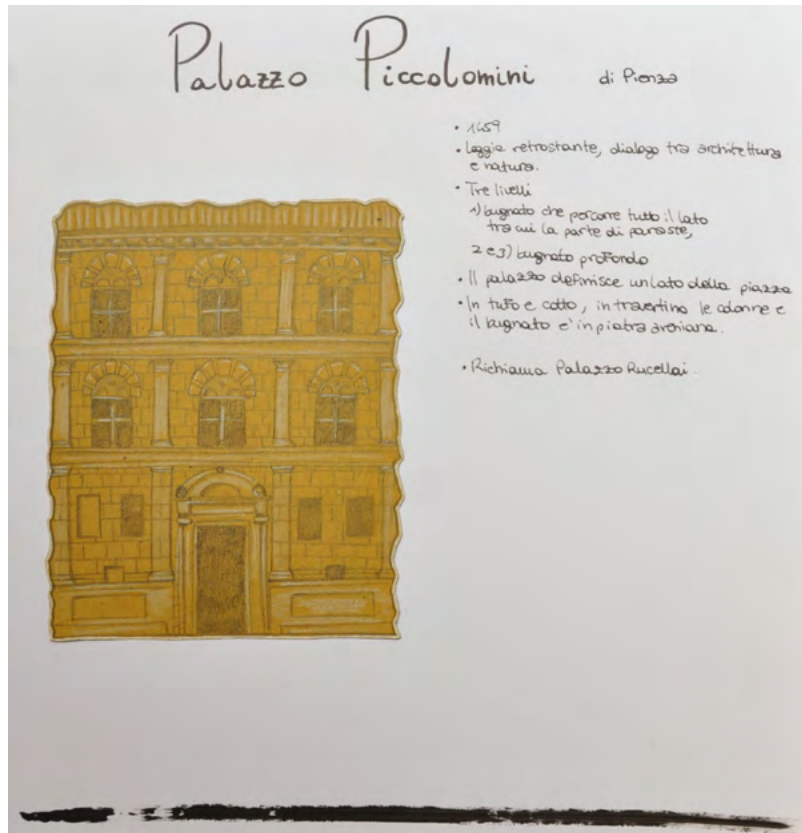 Palazzo Piccolomini di Pienza
• 1459
• loggia retrostante, dialogo tra architettura
e natura.
• Tre livelli
1) bugnato che percorre tutto il lato
tra cui la parte di paraste,
2 e 3) bugnato profondo
• Il palazzo definisce un lato della piazza
• In tufo e cotto, in travertino le colonne e
il bugnato e' in pietra arenaria.
• Richiama Palazzo Rucellai.